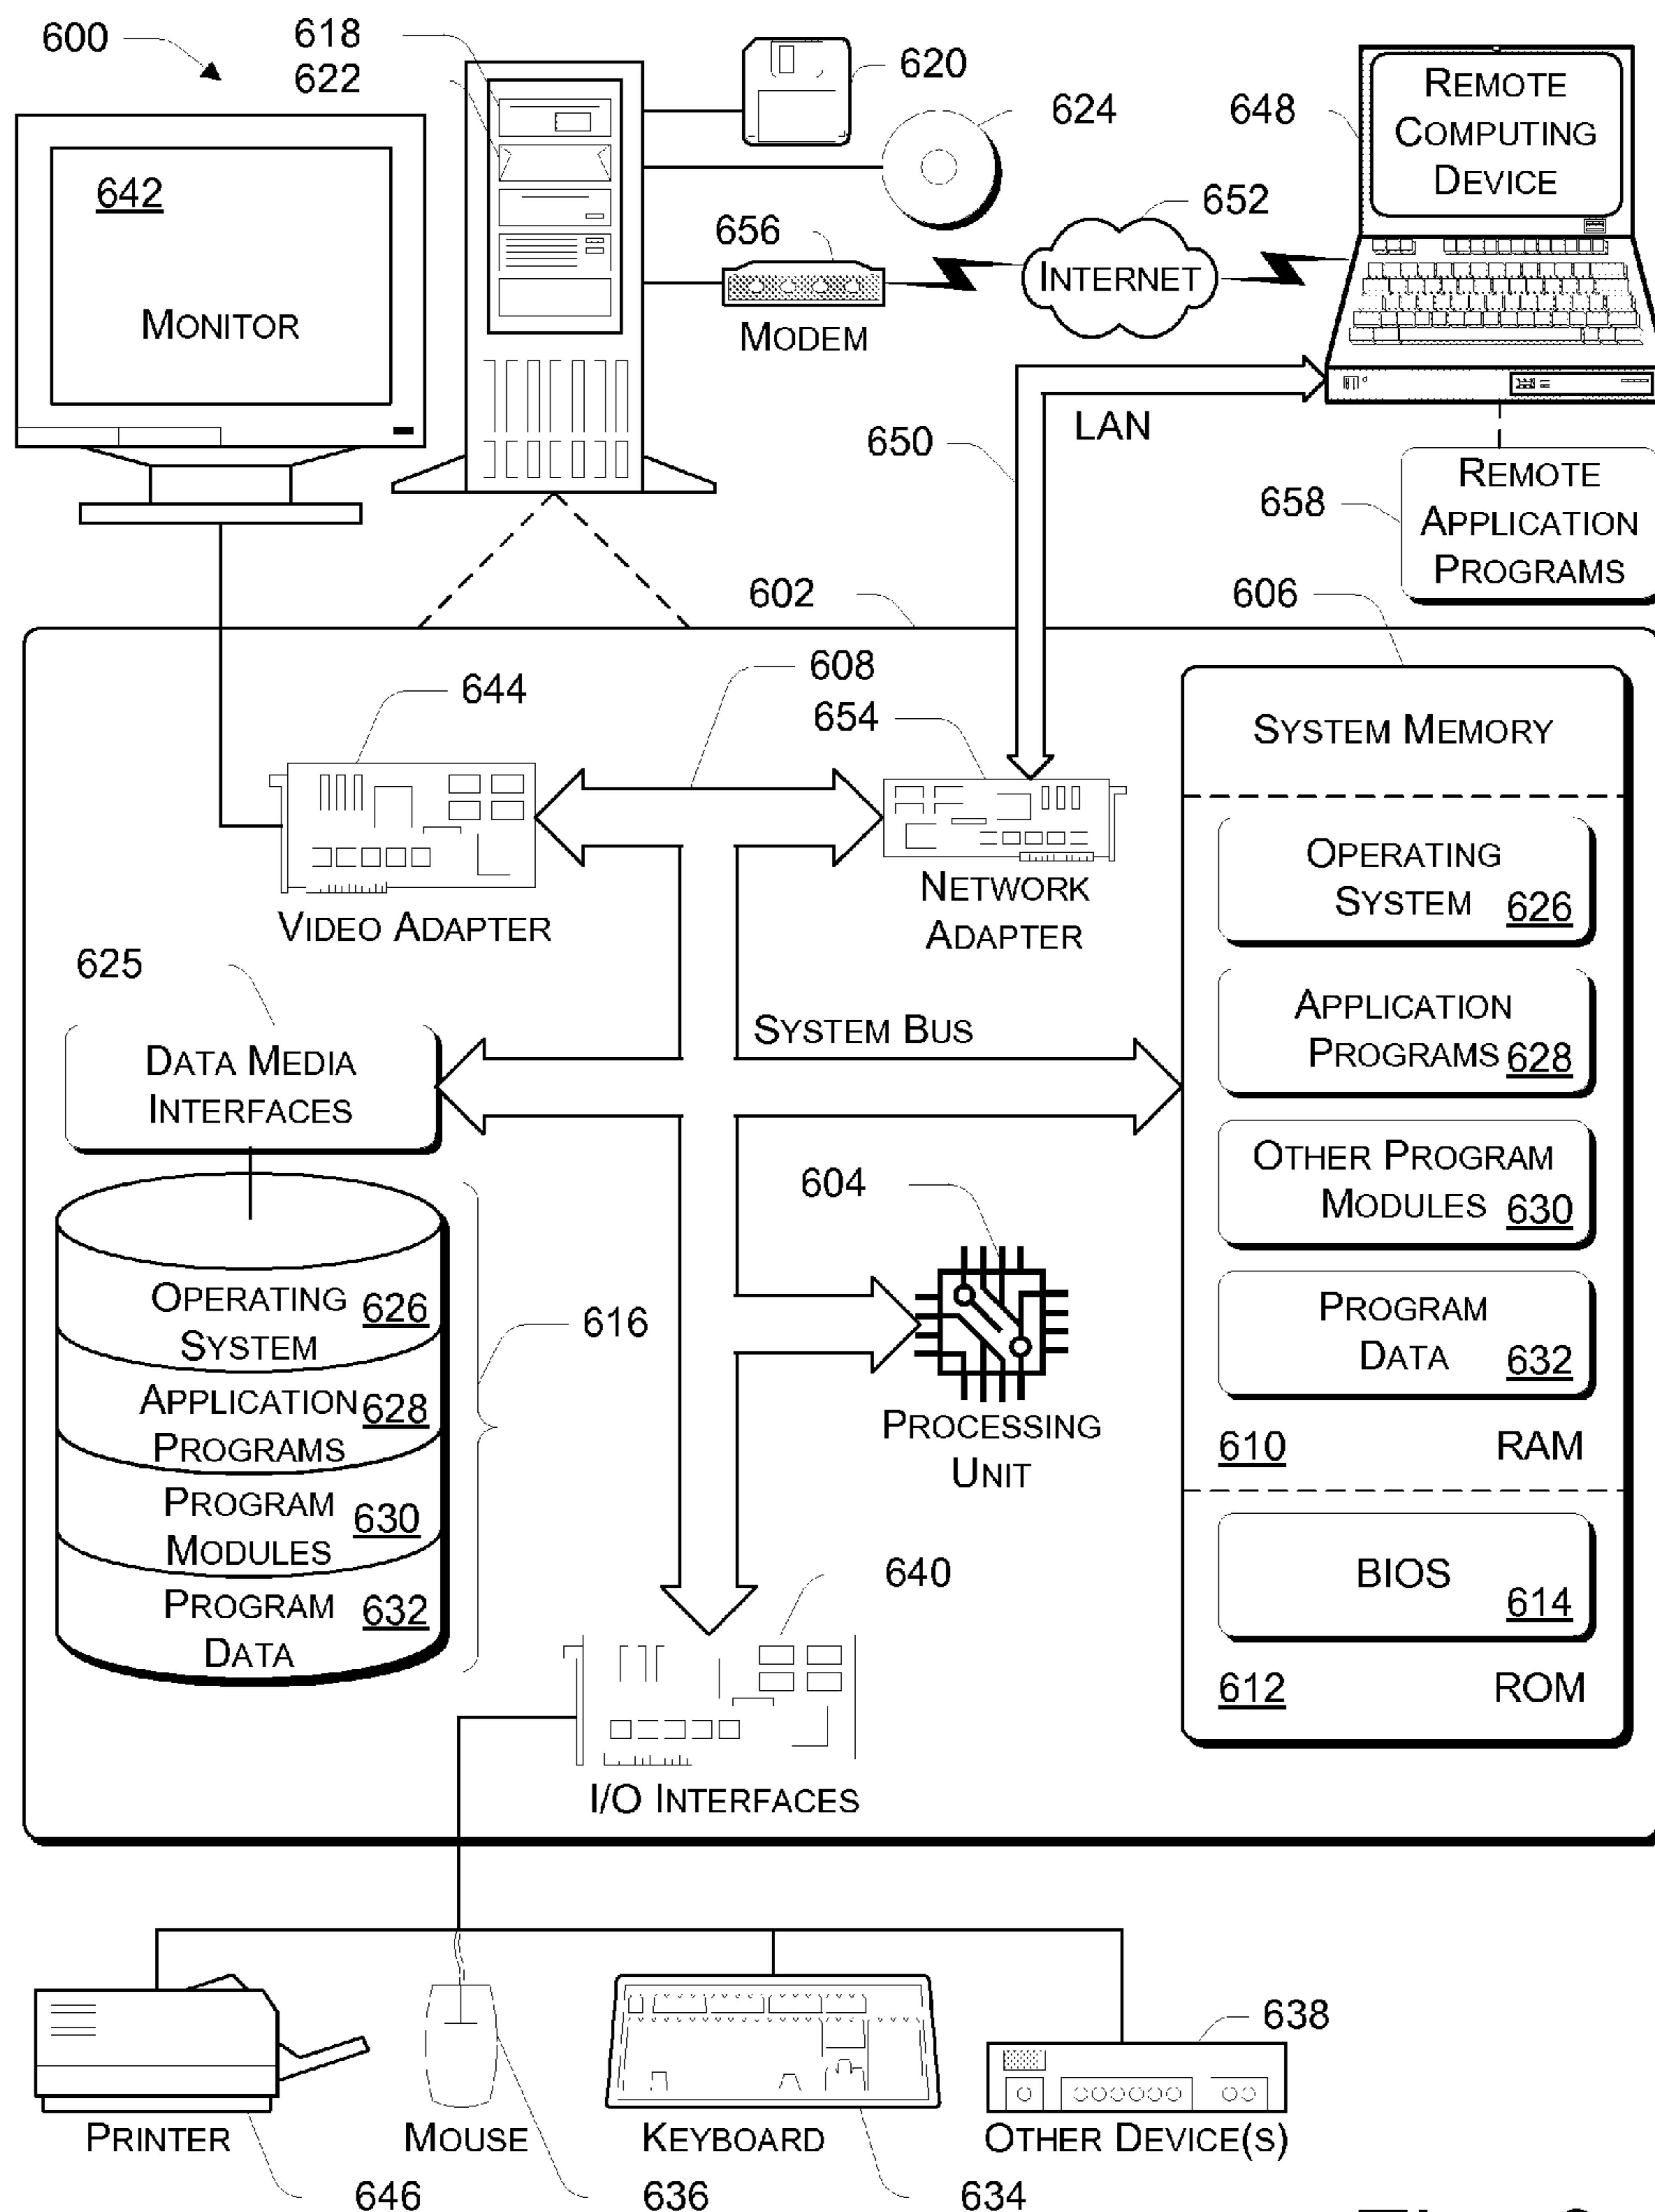 600
618
622
620
624
648
REMOTE
COMPUTING
DEVICE
642
MONITOR
656
MODEM
652
INTERNET
650
LAN
658
REMOTE
APPLICATION
PROGRAMS
602
606
644
608
654
VIDEO ADAPTER
NETWORK
ADAPTER
SYSTEM MEMORY
OPERATING
SYSTEM 626
APPLICATION
PROGRAMS 628
OTHER PROGRAM
MODULES 630
PROGRAM
DATA 632
610 RAM
BIOS
614
612 ROM
625
DATA MEDIA
INTERFACES
SYSTEM BUS
604
PROCESSING
UNIT
OPERATING 626
SYSTEM
APPLICATION 628
PROGRAMS
PROGRAM
MODULES 630
PROGRAM 632
DATA
616
640
I/O INTERFACES
638
PRINTER
MOUSE
KEYBOARD
OTHER DEVICE(S)
646
636
634